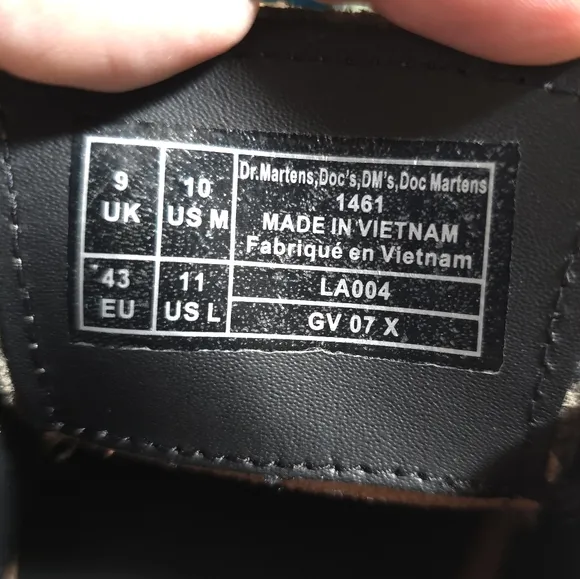 9
UK
10
US M
Dr.Martens,Doc's,DM's,Doc Martens
1461
MADE IN VIETNAM
Fabriqué en Vietnam
43
EU
11
US L
LA004
GV 07 X